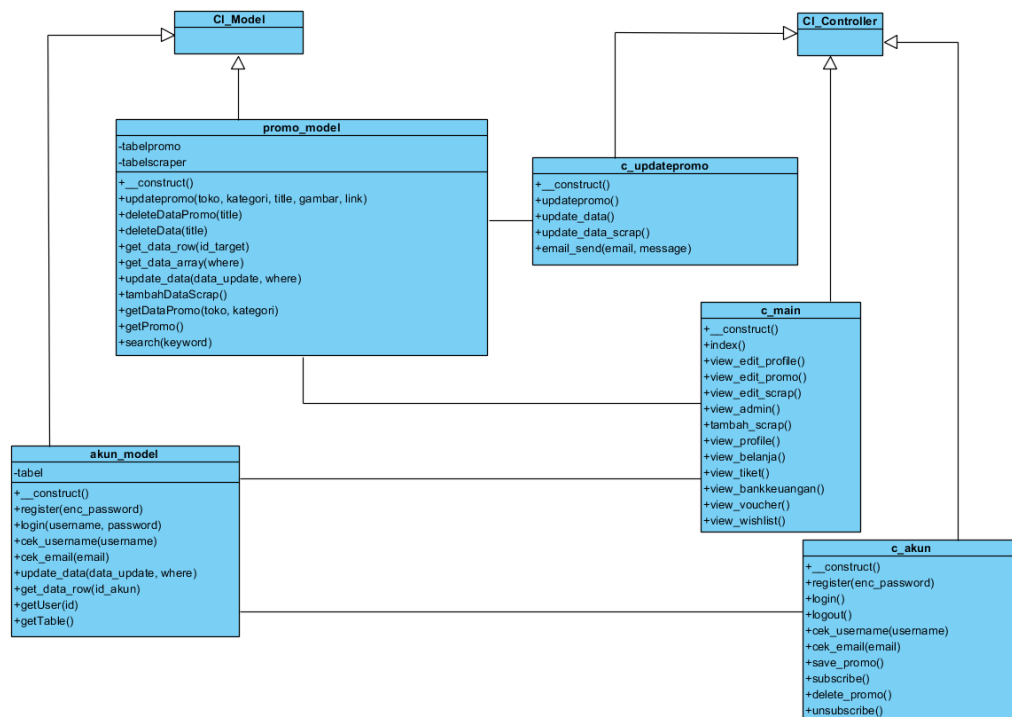 CI_Model
CI_Controller
promo_model
-tabelpromo
-tabelscraper
+__construct()
+updatepromo(toko, kategori, title, gambar, link)
+deleteDataPromo(title)
+deleteData(title)
+get_data_row(id_target)
+get_data_array(where)
+update_data(data_update, where)
+tambahDataScrap()
+getDataPromo(toko, kategori)
+getPromo()
+search(keyword)
c_updatepromo
+__construct()
+updatepromo()
+update_data()
+update_data_scrap()
+email_send(email, message)
c_main
+__construct()
+index()
+view_edit_profile()
+view_edit_promo()
+view_edit_scrap()
+view_admin()
+tambah_scrap()
+view_profile()
+view_belanja()
+view_tiket()
+view_bankkeuangan()
+view_voucher()
+view_wishlist()
akun_model
-tabel
+__construct()
+register(enc_password)
+login(username, password)
+cek_username(username)
+cek_email(email)
+update_data(data_update, where)
+get_data_row(id_akun)
+getUser(id)
+getTable()
c_akun
+__construct()
+register(enc_password)
+login()
+logout()
+cek_username(username)
+cek_email(email)
+save_promo()
+subscribe()
+delete_promo()
+unsubscribe()